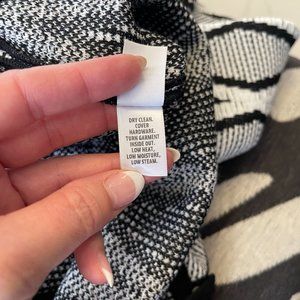 DRY CLEAN.
COVER
HARDWARE.
TURN GARMENT
INSIDE OUT.
LOW HEAT,
LOW MOISTURE,
LOW STEAM.